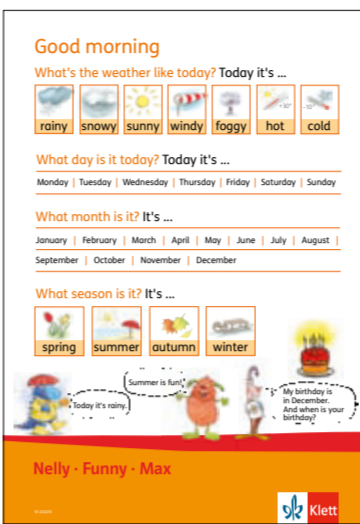 Good morning
What's the weather like today? Today it's ...
+30°
-10°
rainy snowy sunny windy foggy hot cold
What day is it today? Today it's ...
Monday | Tuesday | Wednesday | Thursday | Friday | Saturday | Sunday
What month is it? It's ...
January | February | March | April | May | June | July | August |
September | October | November | December
What season is it? It's ...
spring summer autumn winter
Today it's rainy.
Summer is fun!
My birthday is
in December.
And when is your
birthday?
Nelly · Funny · Max
Klett